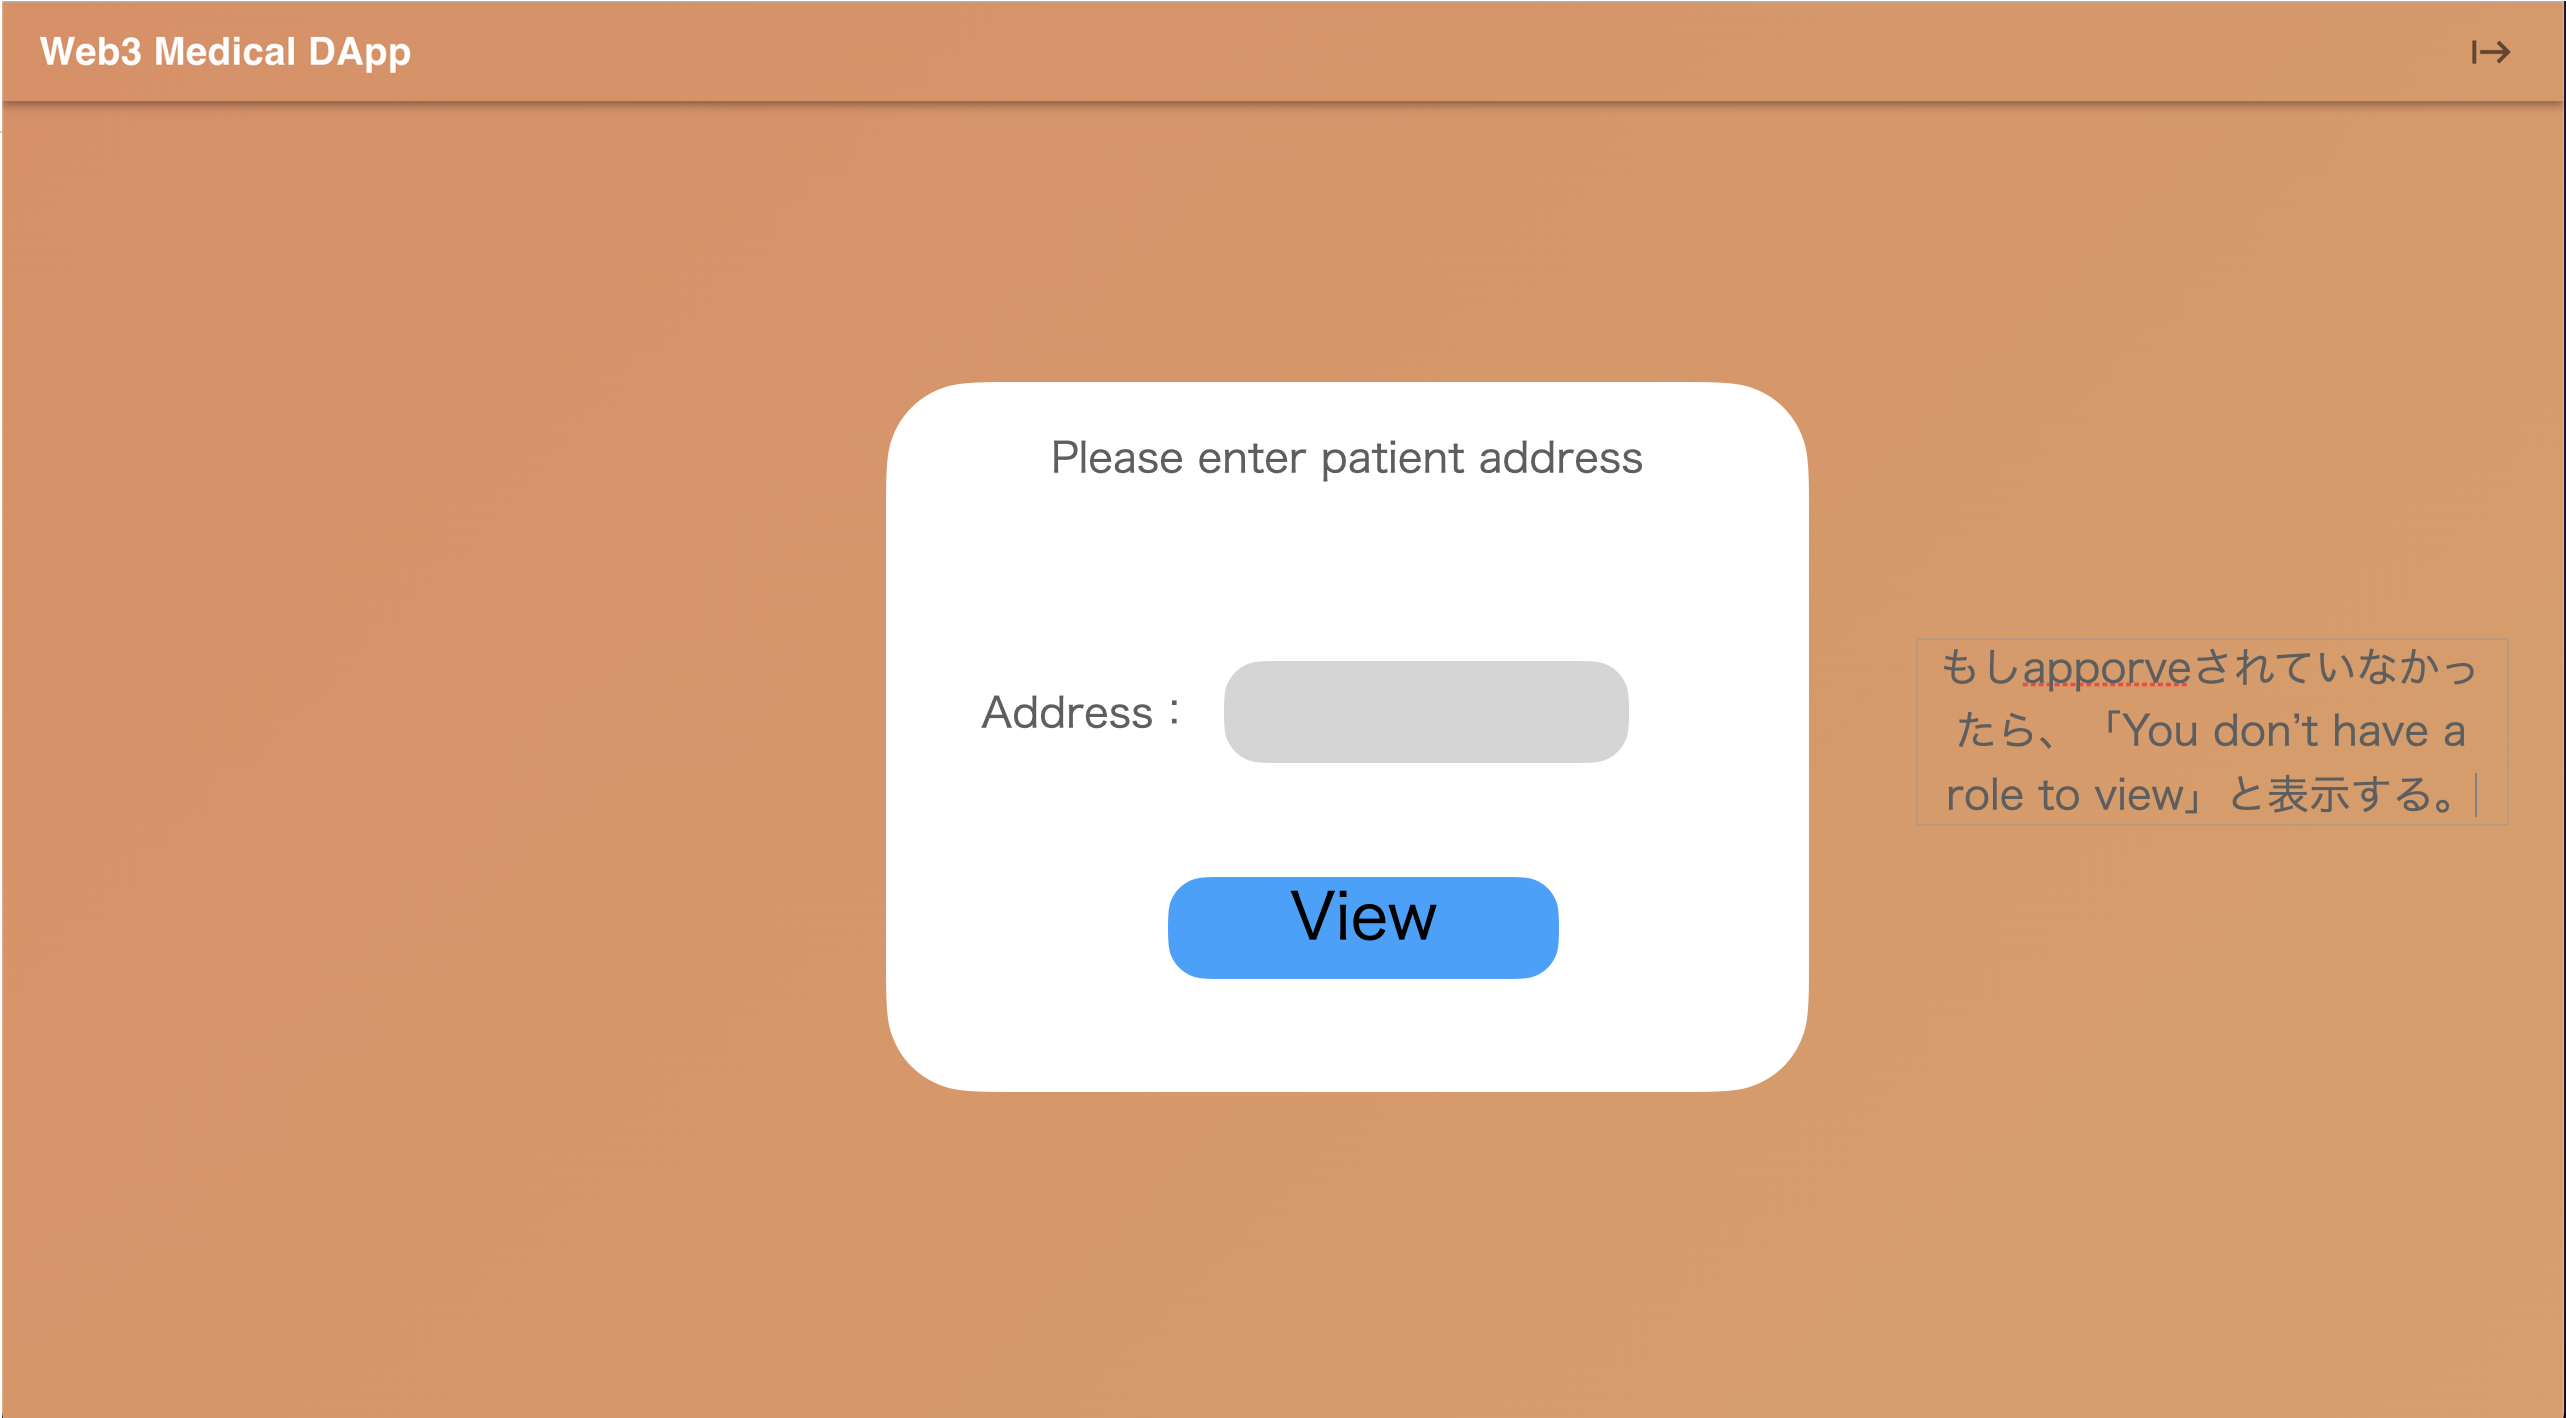 Web3 Medical DApp
Please enter patient address
Address：
View
もしapporveされていなかっ
たら、「You don’t have a
role to view」と表示する。